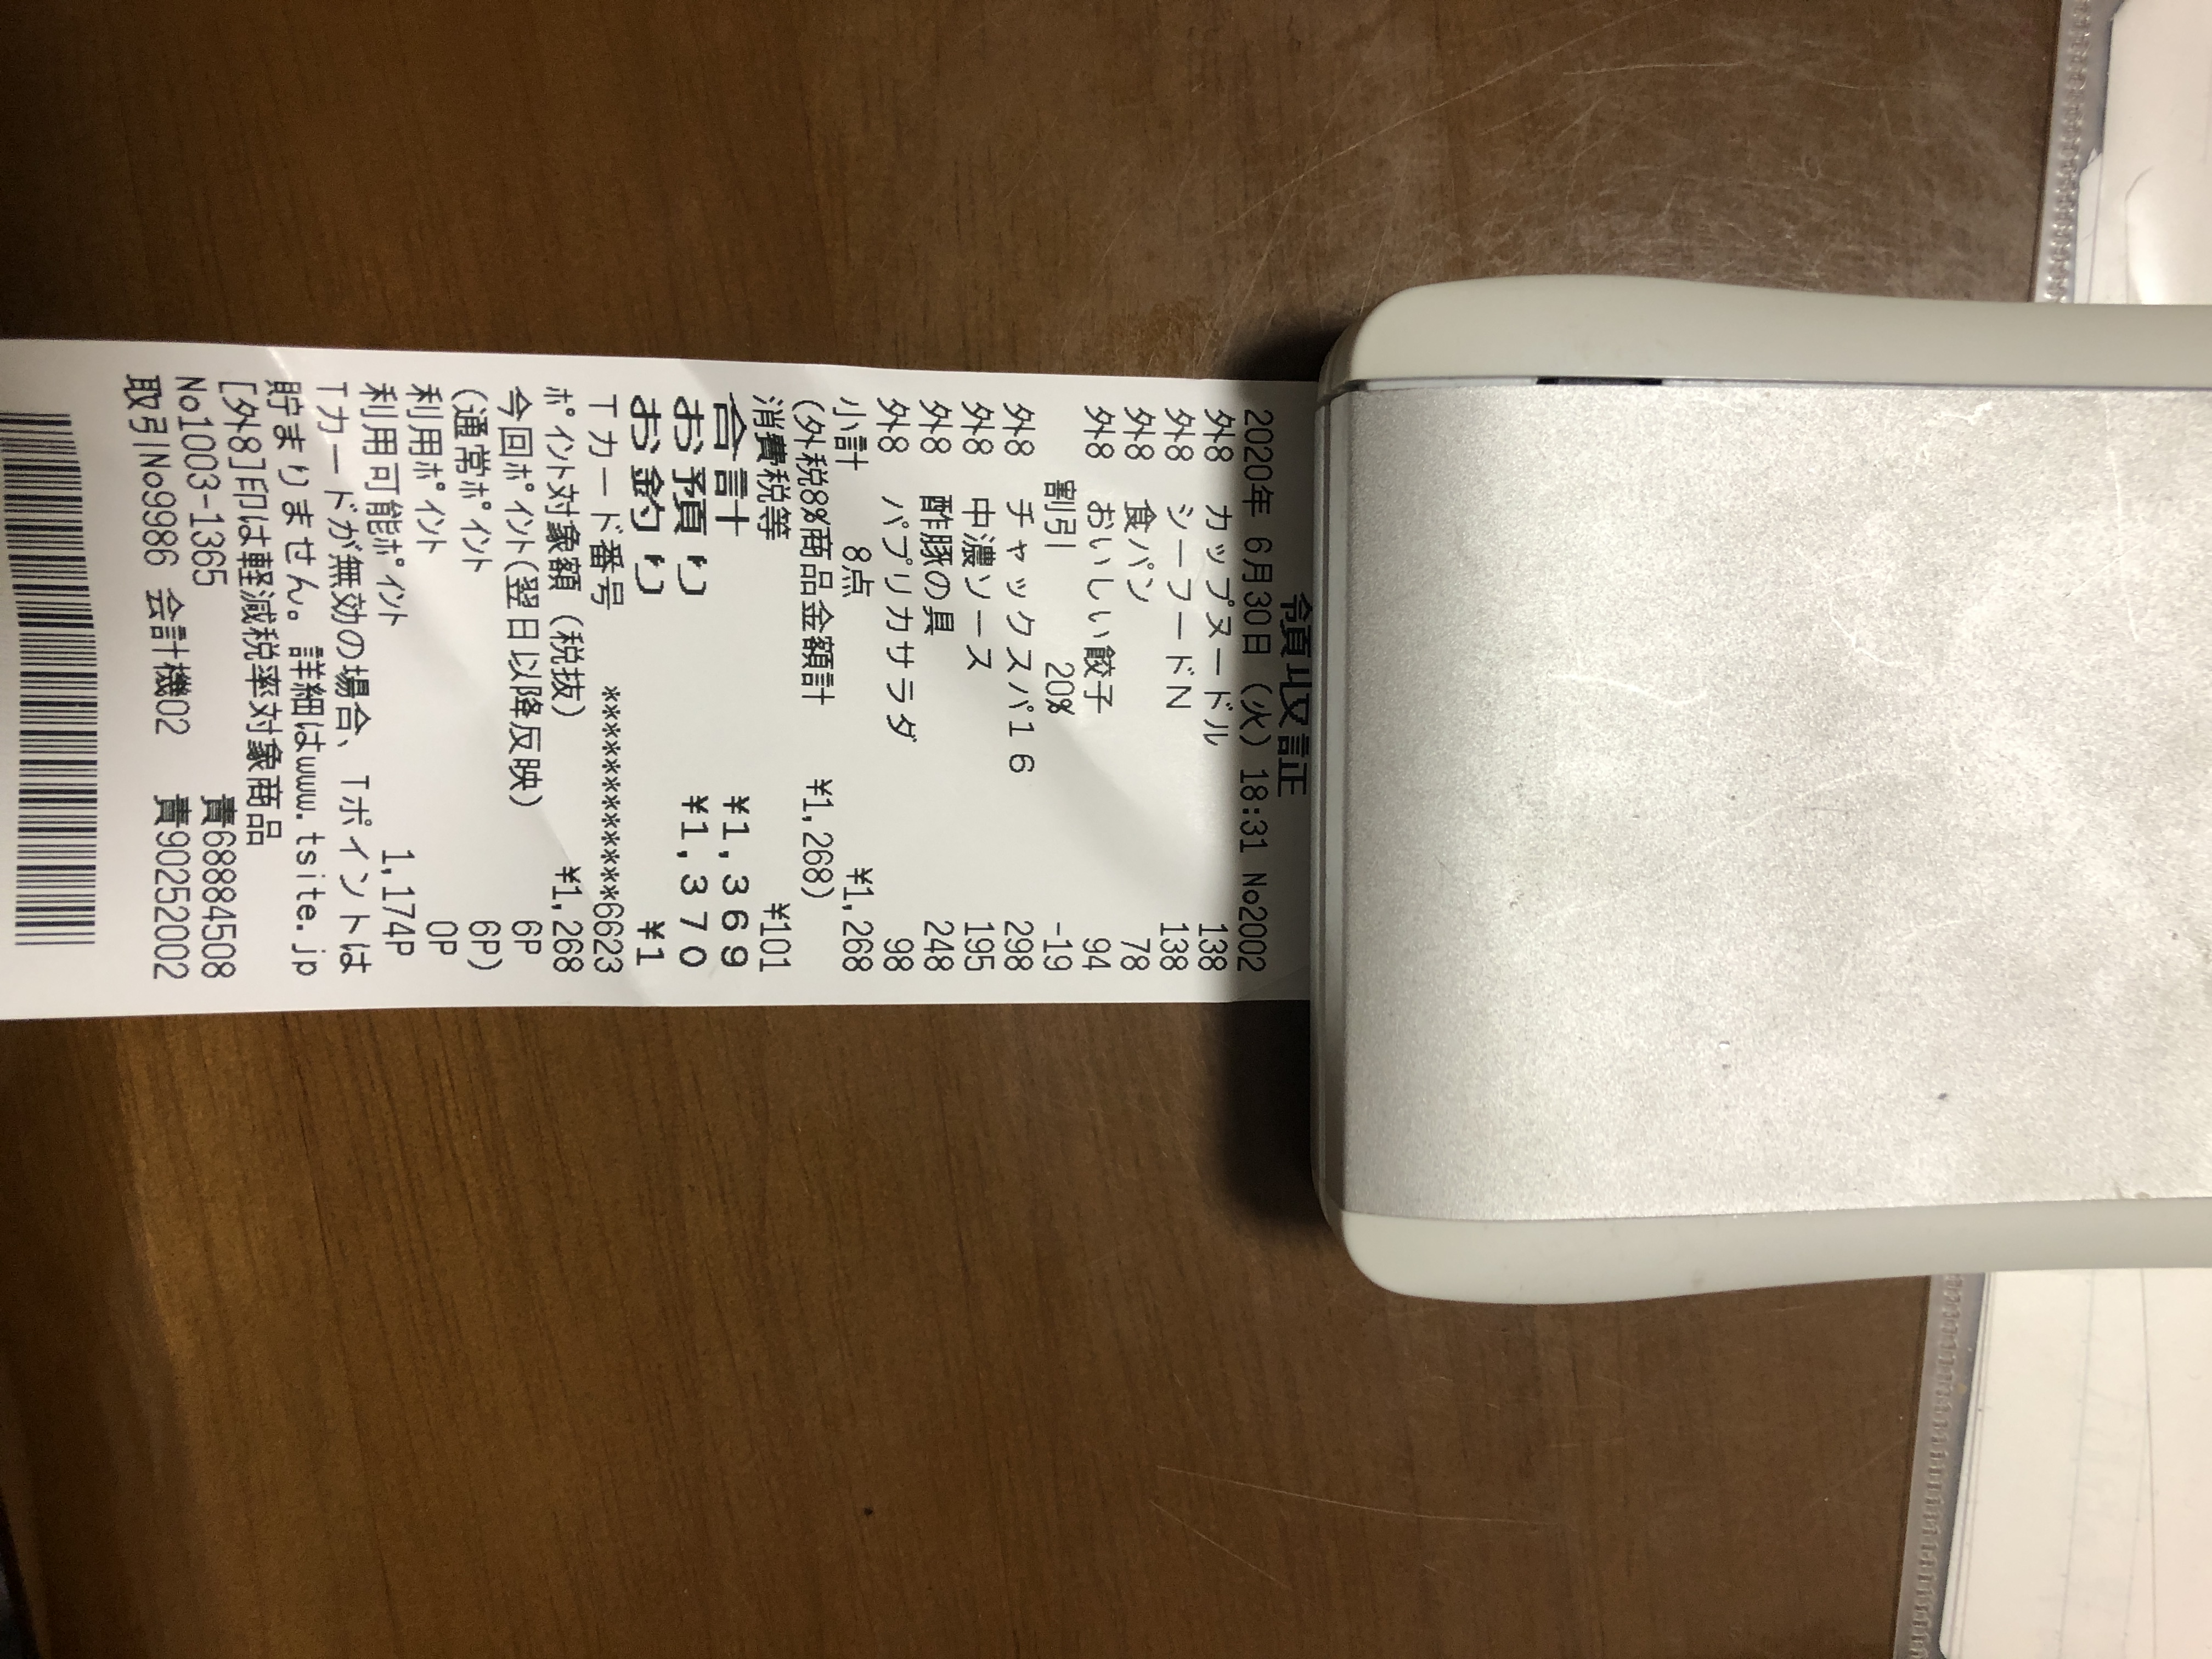 領収証
2020年 6月30日(火)18:31 No2002
外8 カップヌードル 138
外8 シーフードN 138
外8 食パン 78
外8 おいしい餃子 94
割引 20% -19
外8 チャックスパ16 298
外8 中濃ソース 195
外8 酢豚の具 248
外8 パプリカサラダ 98
小計 8点 ¥1,268
(外税8%商品金額計 ¥1,268)
消費税等 ¥101
合計 ¥1,369
お預り ¥1,370
お釣り ¥1
Tカード番号 ************6623
ポイント対象額(税抜) ¥1,268
今回ポイント(翌日以降反映) 6P
(通常ポイント 6P)
利用ポイント 0P
利用可能ポイント 1,174P
Tカードが無効の場合、Tポイントは
貯まりません。詳細はwww.tsite.jp
[外8]印は軽減税率対象商品
No1003-1365 責68884508
取引No9986 会計機02 責90252002